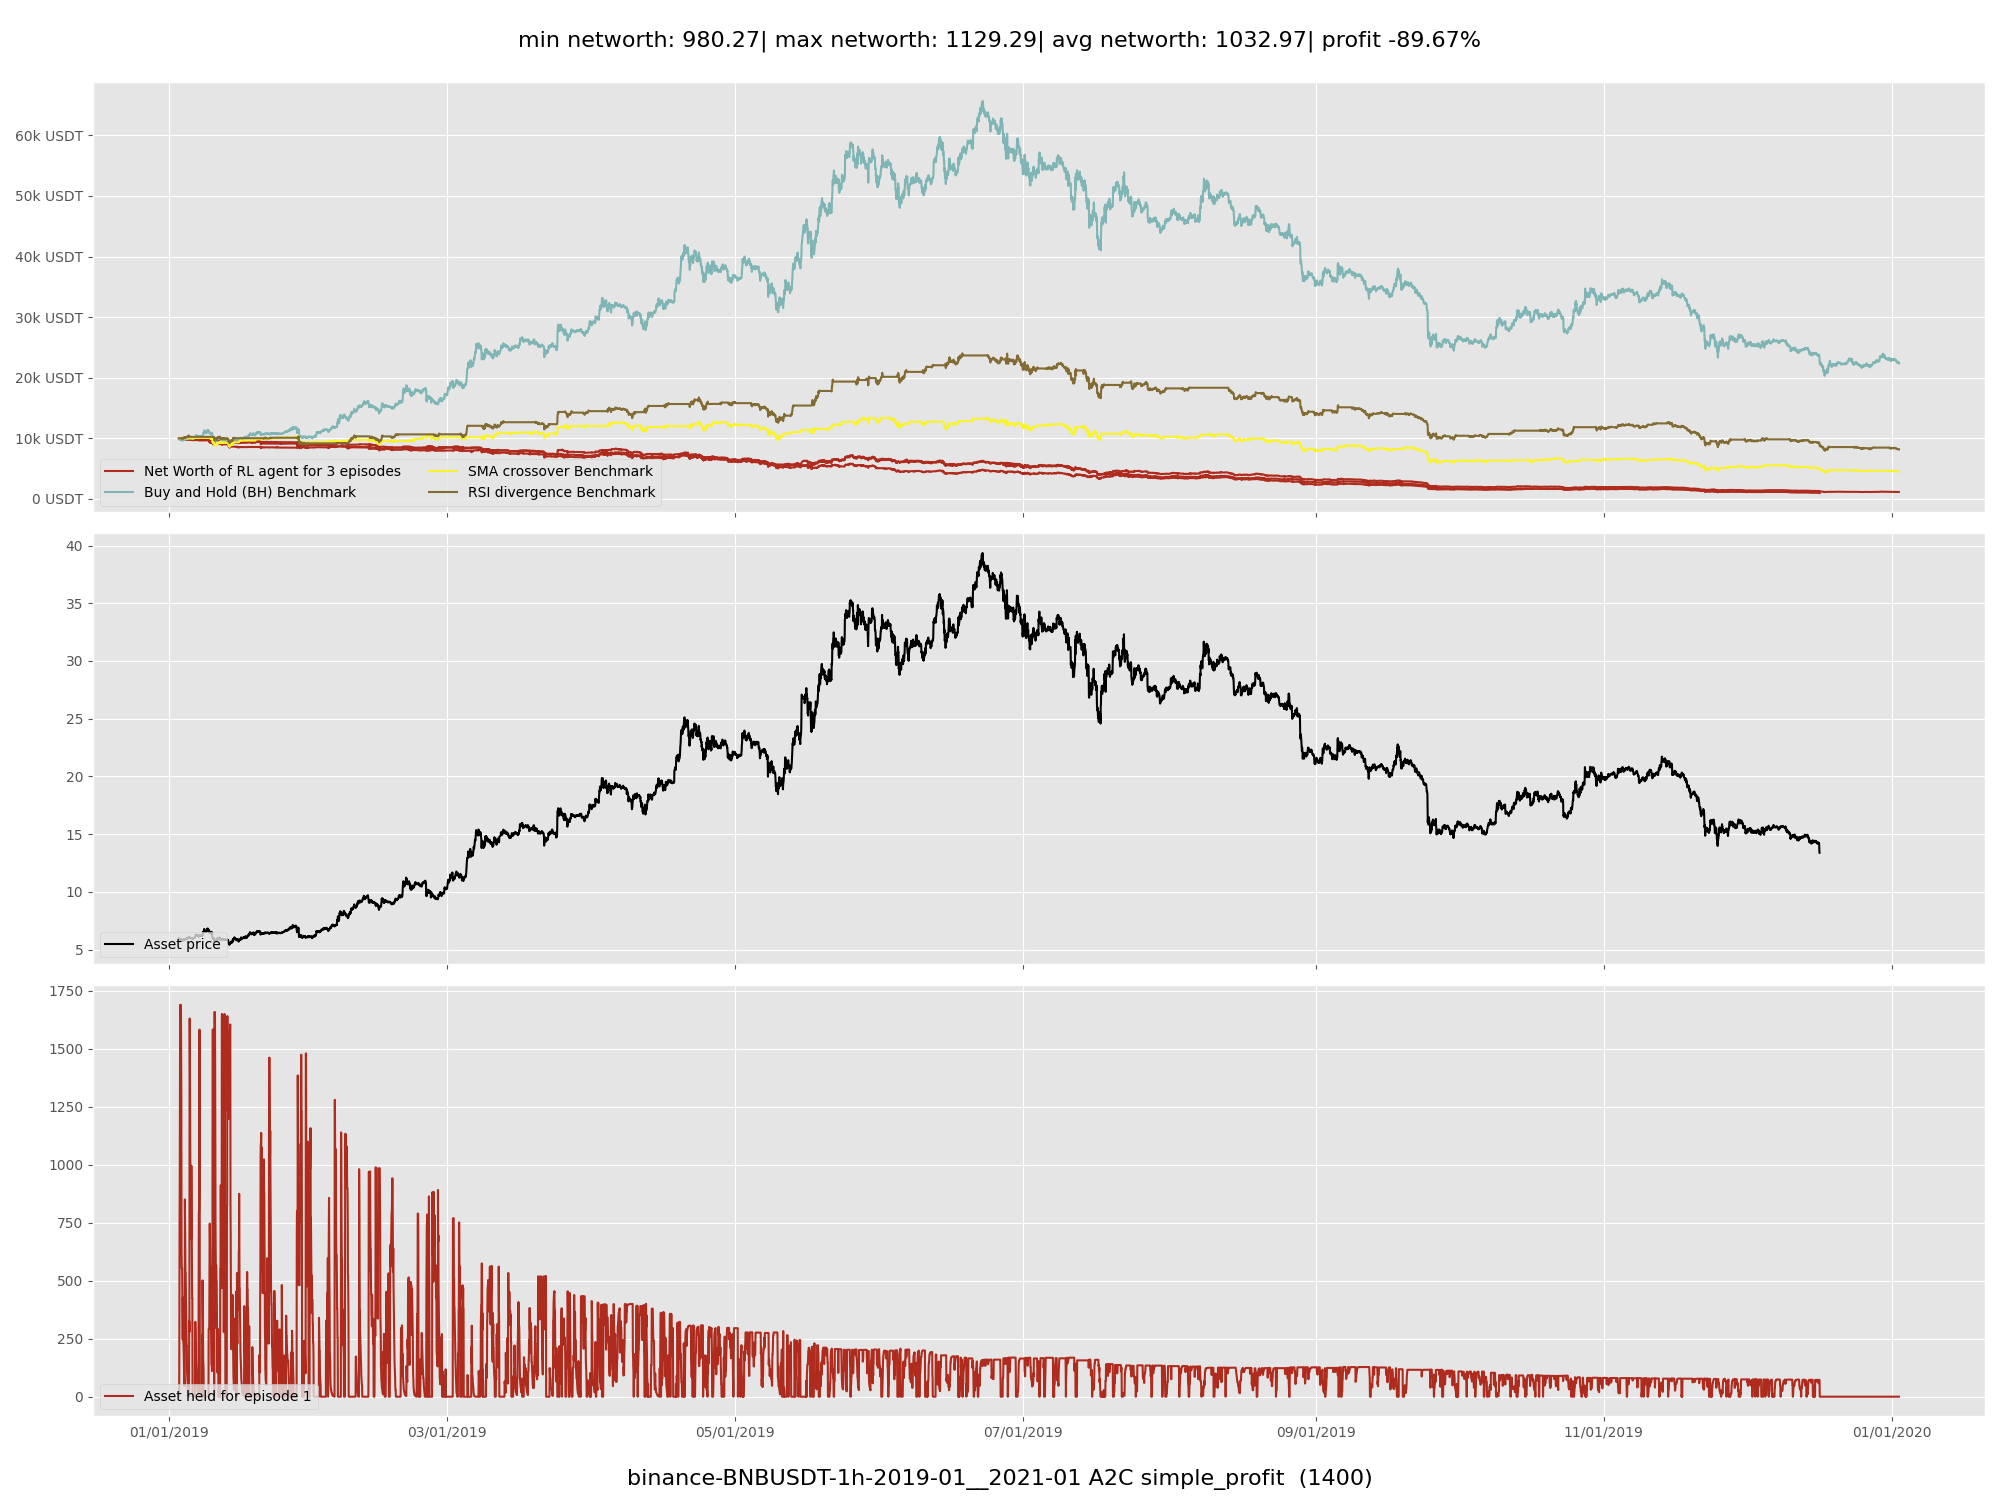 min networth: 980.27| max networth: 1129.29| avg networth: 1032.97| profit -89.67%
60k USDT
50k USDT
40k USDT
30k USDT
20k USDT
10k USDT
0 USDT
Net Worth of RL agent for 3 episodes
Buy and Hold (BH) Benchmark
SMA crossover Benchmark
RSI divergence Benchmark
40
35
30
25
20
15
10
5
Asset price
1750
1500
1250
1000
750
500
250
0
Asset held for episode 1
01/01/2019 03/01/2019 05/01/2019 07/01/2019 09/01/2019 11/01/2019 01/01/2020
binance-BNBUSDT-1h-2019-01__2021-01 A2C simple_profit (1400)